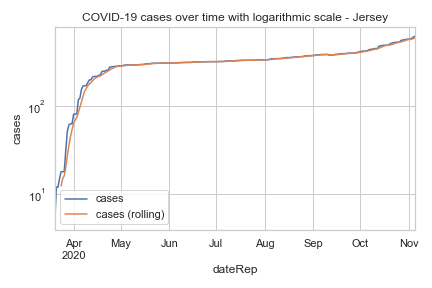 COVID-19 cases over time with logarithmic scale - Jersey
cases
10²
10¹
cases
cases (rolling)
Apr May Jun Jul Aug Sep Oct Nov
2020
dateRep